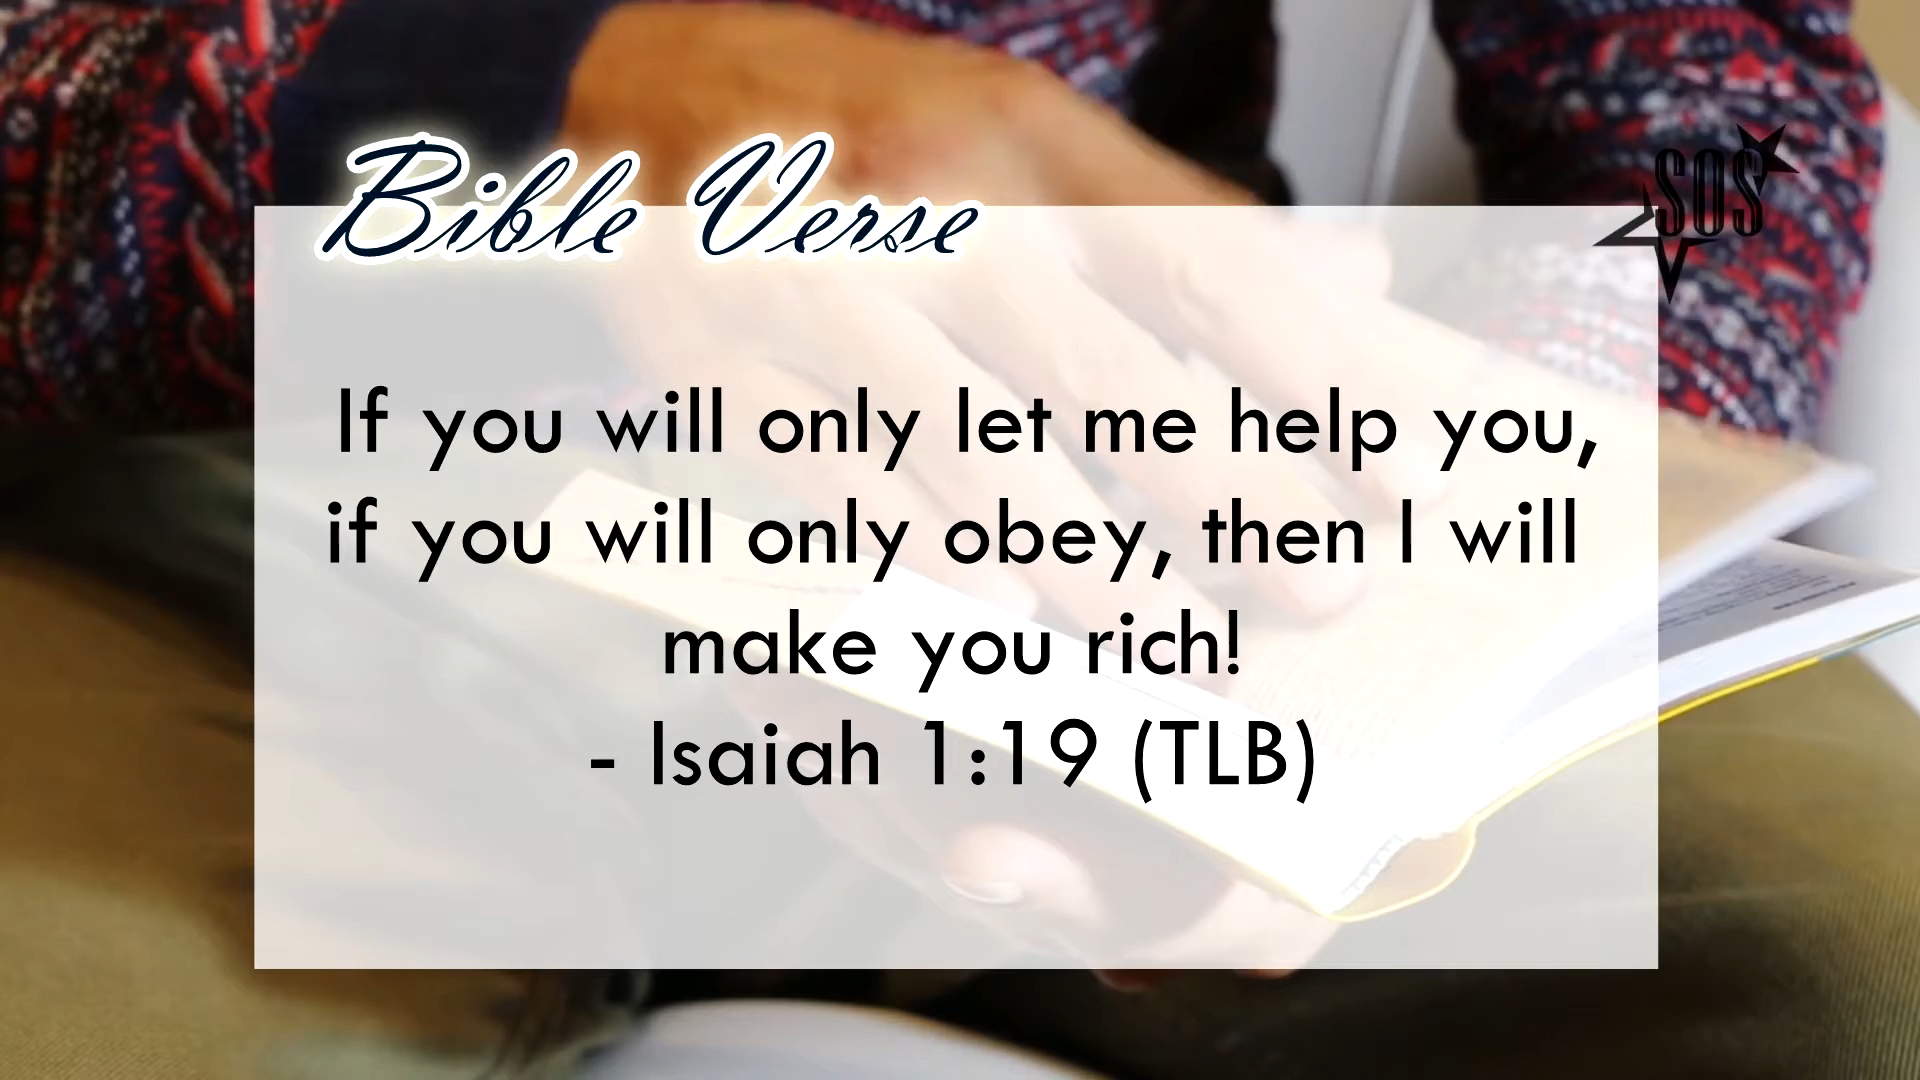 Bible Verse
SOS
If you will only let me help you,
if you will only obey, then I will
make you rich!
- Isaiah 1:19 (TLB)